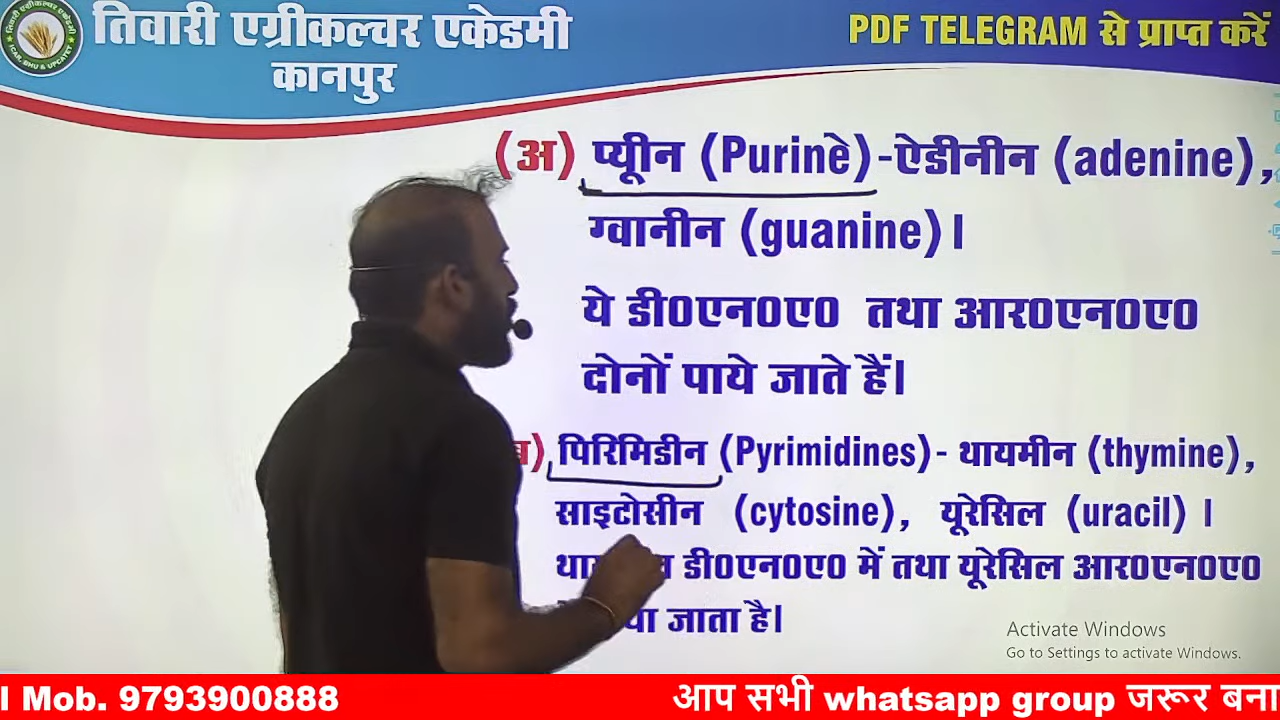 तिवारी एग्रीकल्चर एकेडमी
कानपुर
PDF TELEGRAM से प्राप्त करें
(अ) प्यूीन (Purine)-ऐडीनीन (adenine),
ग्वानीन (guanine)।
ये डी0एन0ए0 तथा आर0एन0ए0
दोनों पाये जाते हैं।
पिरिमिडीन (Pyrimidines)- थायमीन (thymine),
साइटोसीन (cytosine), यूरेसिल (uracil)।
डी0एन0ए0 में तथा यूरेसिल आर0एन0ए0
जाता है।
Activate Windows
Go to Settings to activate Windows.
Mob. 9793900888
आप सभी whatsapp group जरूर बना